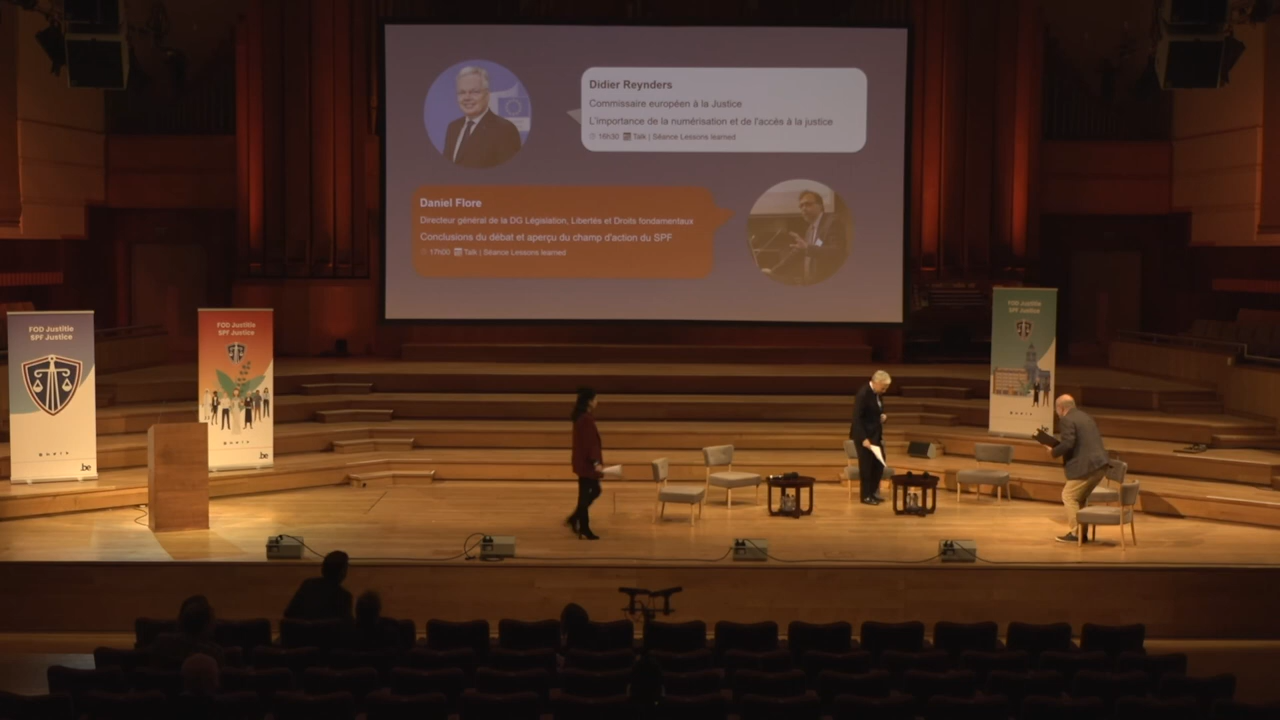 Didier Reynders
Commissaire européen à la Justice
L'importance de la numérisation et de l'accès à la justice
16h30 Talk | Séance Lessons learned
Daniel Flore
Directeur général de la DG Législation, Libertés et Droits fondamentaux
Conclusions du débat et aperçu du champ d'action du SPF
17h00 Talk | Séance Lessons learned
FOD Justitie
SPF Justice
.be
FOD Justitie
SPF Justice
.be
FOD Justitie
SPF Justice